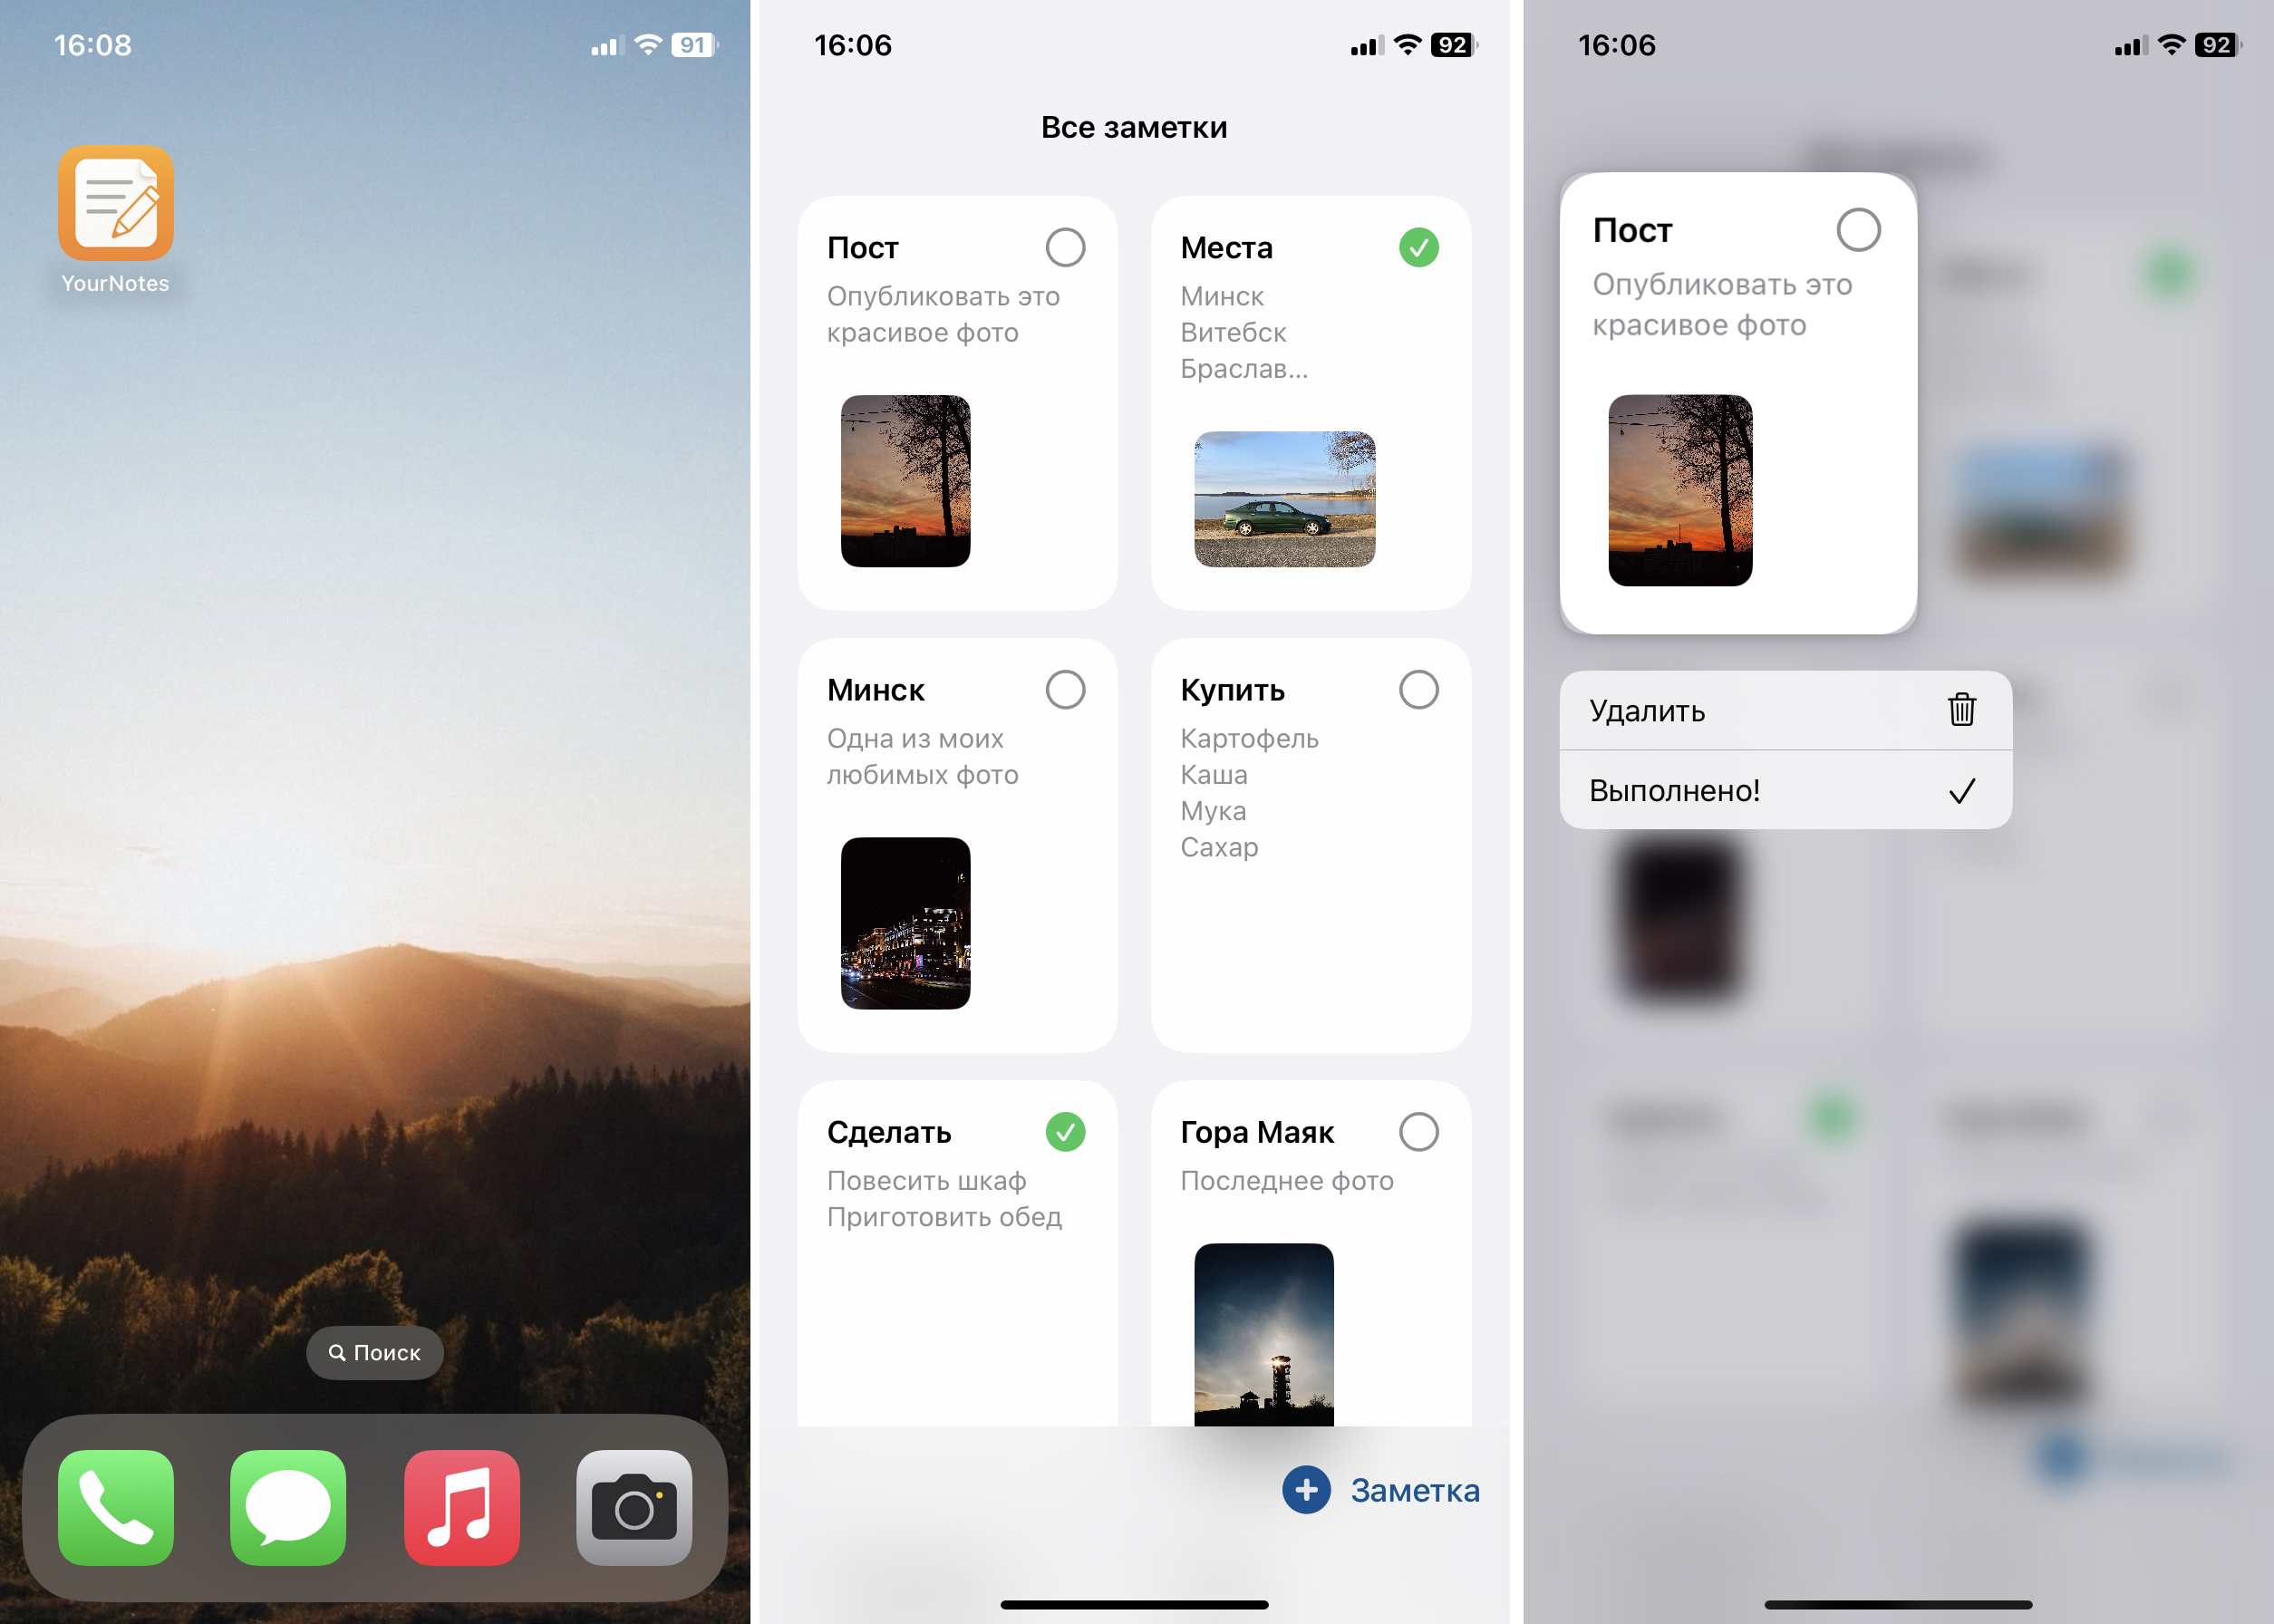 16:08
91
YourNotes
Поиск
16:06
92
Все заметки
Пост
Опубликовать это
красивое фото
Места
Минск
Витебск
Браслав...
Минск
Одна из моих
любимых фото
Купить
Картофель
Каша
Мука
Сахар
Сделать
Повесить шкаф
Приготовить обед
Гора Маяк
Последнее фото
Заметка
16:06
92
Пост
Опубликовать это
красивое фото
Удалить
Выполнено!